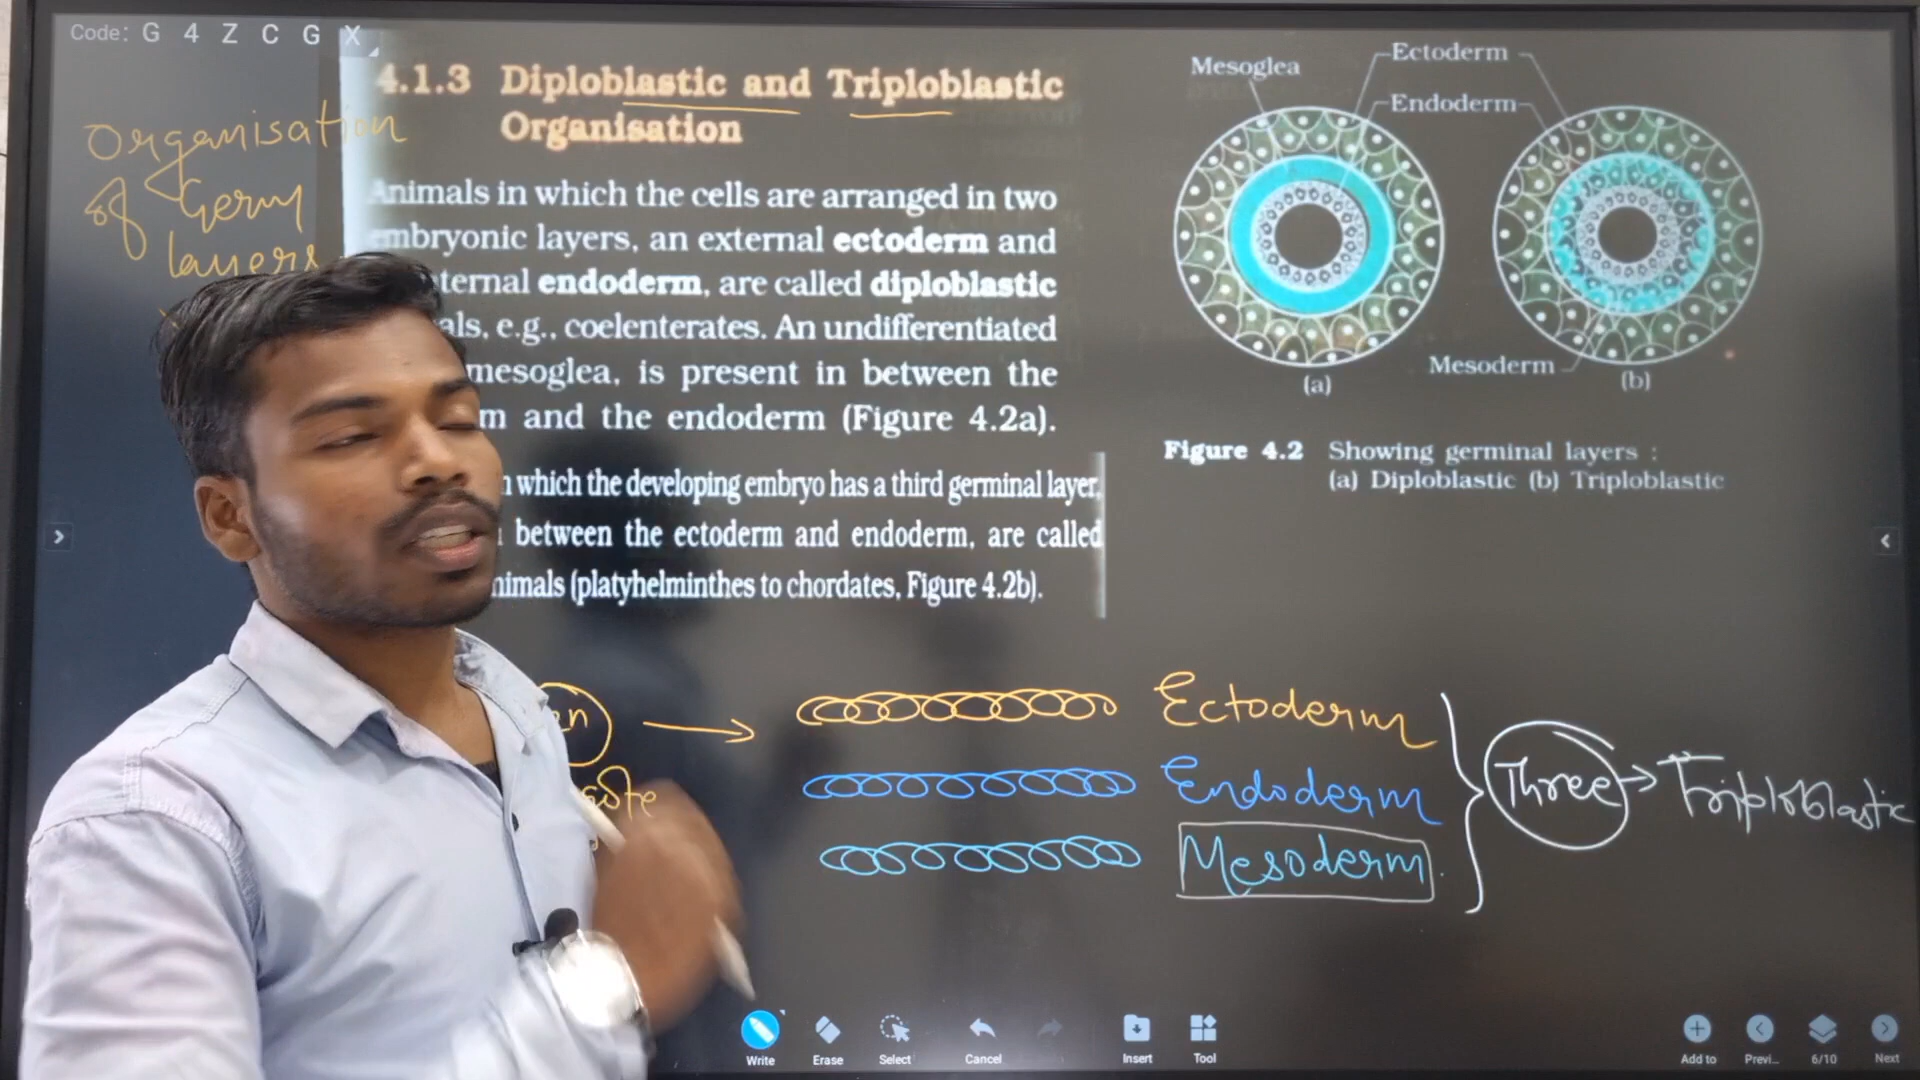 Code: G 4 Z C G X
4.1.3 Diploblastic and Triploblastic
Organisation
Organisation
of Germ
layers
Animals in which the cells are arranged in two
embryonic layers, an external ectoderm and
ternal endoderm, are called diploblastic
als, e.g., coelenterates. An undifferentiated
mesoglea, is present in between the
m and the endoderm (Figure 4.2a).
which the developing embryo has a third germinal layer,
between the ectoderm and endoderm, are called
nimals (platyhelminthes to chordates, Figure 4.2b).
Mesoglea
Ectoderm
Endoderm
Mesoderm
(a)
(b)
Figure 4.2 Showing germinal layers :
(a) Diploblastic (b) Triploblastic
Ectoderm
Endoderm
Mesoderm
Three → Triploblastic
Write
Erase
Select
Cancel
Insert
Tool
Add to
Previ...
6/10
Next